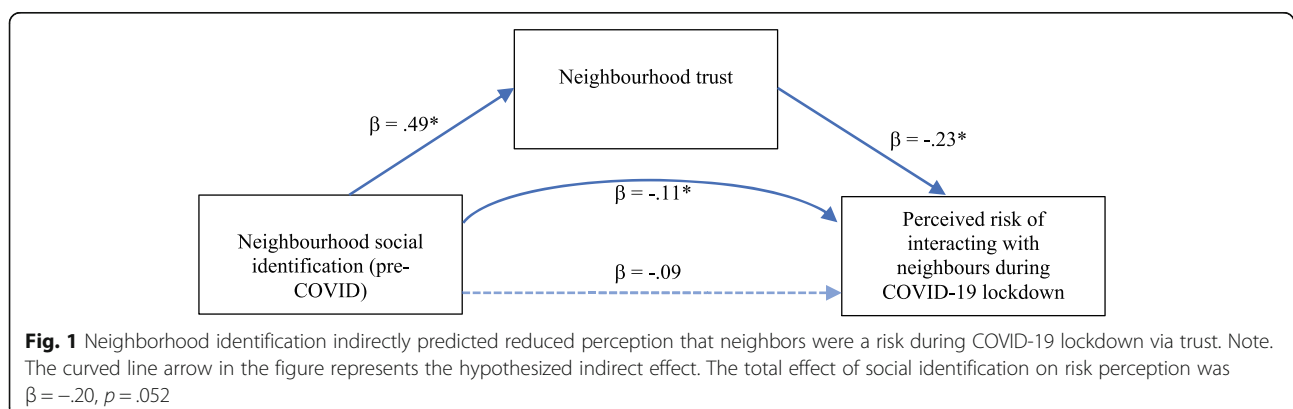 Neighbourhood trust
β = .49*
β = -.23*
β = -.11*
Neighbourhood social
identification (pre-
COVID)
Perceived risk of
interacting with
neighbours during
COVID-19 lockdown
β = -.09
Fig. 1 Neighborhood identification indirectly predicted reduced perception that neighbors were a risk during COVID-19 lockdown via trust. Note.
The curved line arrow in the figure represents the hypothesized indirect effect. The total effect of social identification on risk perception was
β = −.20, p = .052